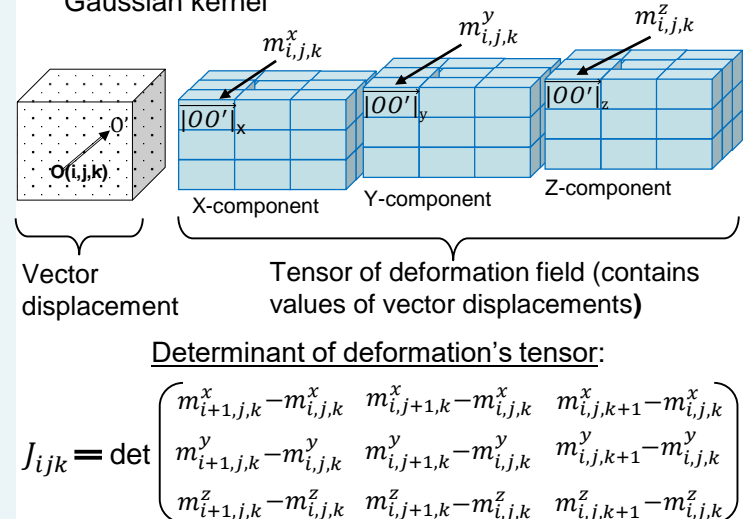 Gaussian kernel
m^x_{i,j,k} m^y_{i,j,k} m^z_{i,j,k}
O' |OO'|_x |OO'|_y |OO'|_z
O(i,j,k)
X-component Y-component Z-component
Vector displacement
Tensor of deformation field (contains
values of vector displacements)
Determinant of deformation’s tensor:
m^x_{i+1,j,k}−m^x_{i,j,k} m^x_{i,j+1,k}−m^x_{i,j,k} m^x_{i,j,k+1}−m^x_{i,j,k}
J_{ijk} = det m^y_{i+1,j,k}−m^y_{i,j,k} m^y_{i,j+1,k}−m^y_{i,j,k} m^y_{i,j,k+1}−m^y_{i,j,k}
m^z_{i+1,j,k}−m^z_{i,j,k} m^z_{i,j+1,k}−m^z_{i,j,k} m^z_{i,j,k+1}−m^z_{i,j,k}